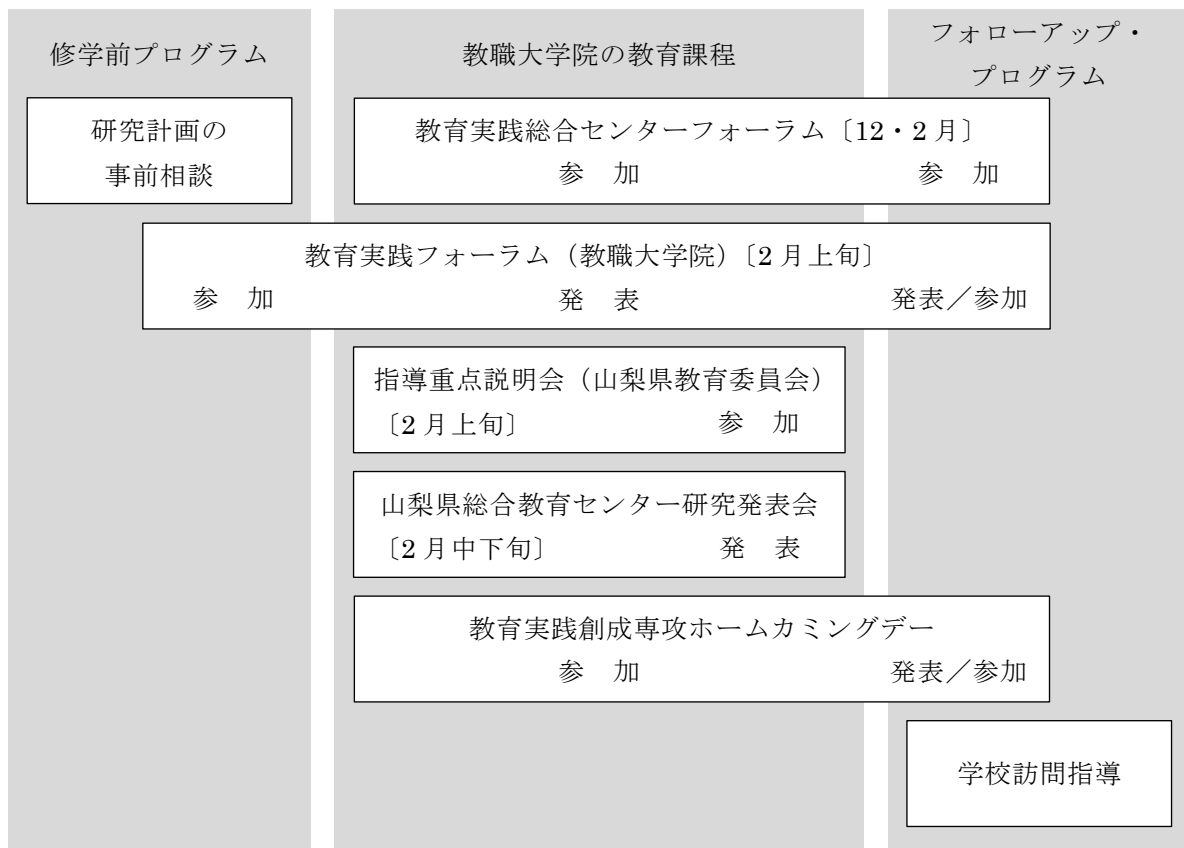 修学前プログラム
教職大学院の教育課程
フォローアップ・
プログラム
研究計画の
事前相談
教育実践総合センターフォーラム〔12・2月〕
参 加 参 加
教育実践フォーラム（教職大学院）〔2月上旬〕
参 加 発 表 発表／参加
指導重点説明会（山梨県教育委員会）
〔2月上旬〕 参 加
山梨県総合教育センター研究発表会
〔2月中下旬〕 発 表
教育実践創成専攻ホームカミングデー
参 加 発表／参加
学校訪問指導